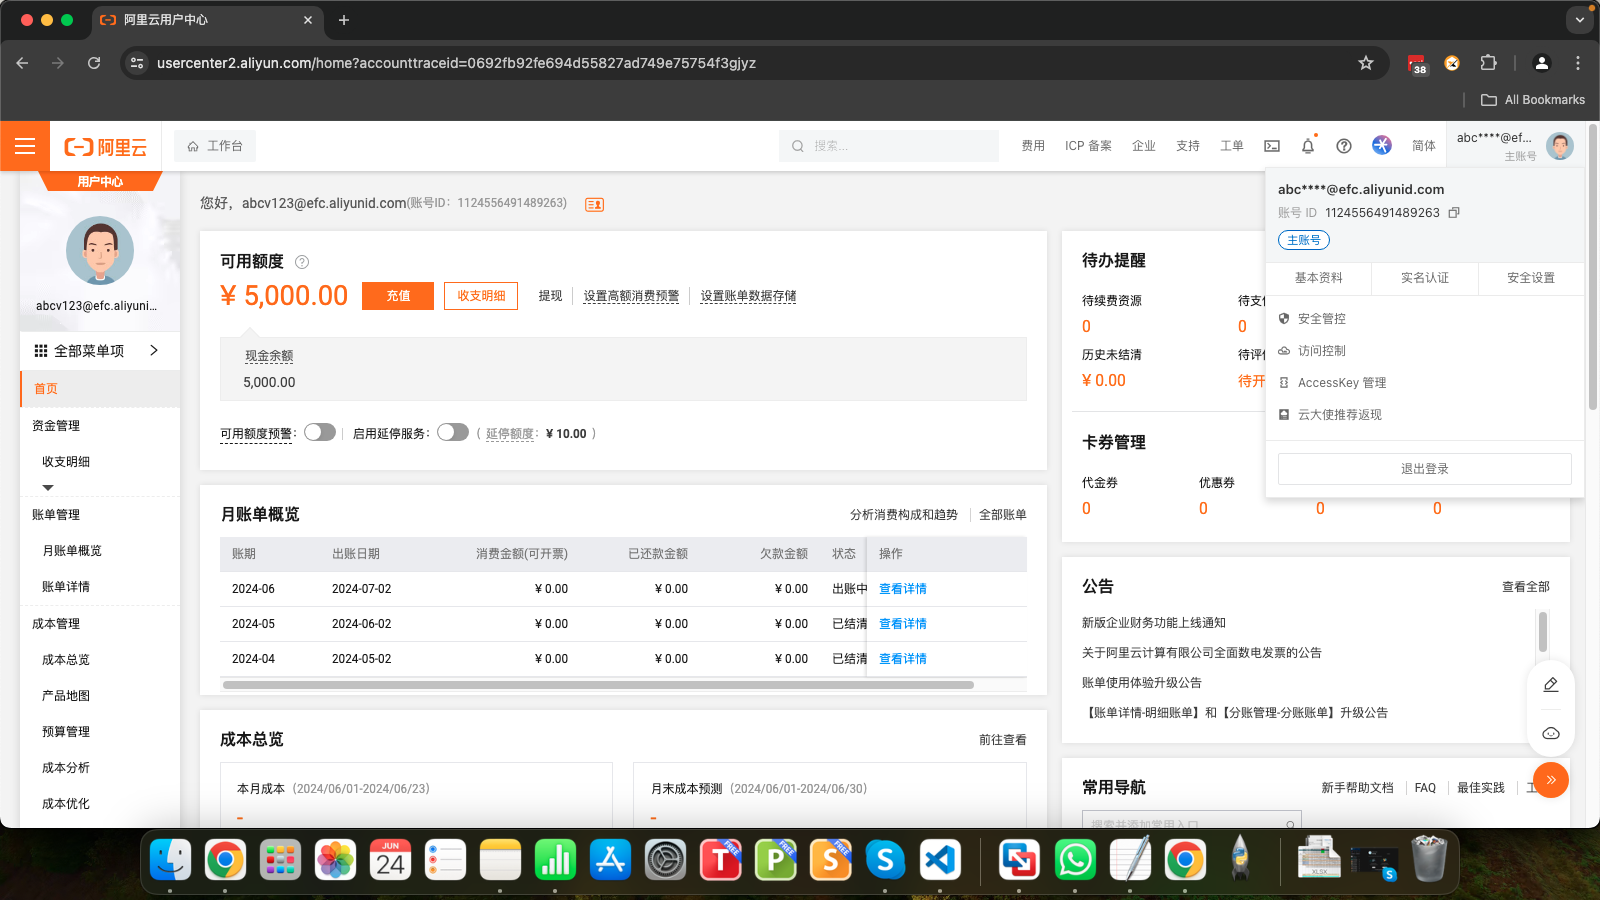 阿里云用户中心
usercenter2.aliyun.com/home?accounttraceid=0692fb92fe694d55827ad749e75754f3gjyz
38
All Bookmarks
阿里云
工作台
搜索...
费用
ICP 备案
企业
支持
工单
简体
abc****@ef...
主账号
用户中心
abcv123@efc.aliyuni...
全部菜单项
首页
资金管理
收支明细
账单管理
月账单概览
账单详情
成本管理
成本总览
产品地图
预算管理
成本分析
成本优化
您好，abcv123@efc.aliyunid.com(账号ID：1124556491489263)
可用额度
¥ 5,000.00
充值
收支明细
提现
设置高额消费预警
设置账单数据存储
现金余额
5,000.00
可用额度预警：
启用延停服务：
( 延停额度：¥ 10.00 )
月账单概览
分析消费构成和趋势
全部账单
账期 出账日期 消费金额(可开票) 已还款金额 欠款金额 状态 操作
2024-06 2024-07-02 ¥ 0.00 ¥ 0.00 ¥ 0.00 出账中 查看详情
2024-05 2024-06-02 ¥ 0.00 ¥ 0.00 ¥ 0.00 已结清 查看详情
2024-04 2024-05-02 ¥ 0.00 ¥ 0.00 ¥ 0.00 已结清 查看详情
成本总览
前往查看
本月成本 (2024/06/01-2024/06/23)
-
月末成本预测 (2024/06/01-2024/06/30)
-
待办提醒
待续费资源
0
待支
0
历史未结清
¥ 0.00
待评
待开
卡券管理
代金券
0
优惠券
0
0
0
abc****@efc.aliyunid.com
账号 ID 1124556491489263
主账号
基本资料
实名认证
安全设置
安全管控
访问控制
AccessKey 管理
云大使推荐返现
退出登录
公告
查看全部
新版企业财务功能上线通知
关于阿里云计算有限公司全面数电发票的公告
账单使用体验升级公告
【账单详情-明细账单】和【分账管理-分账账单】升级公告
常用导航
新手帮助文档
FAQ
最佳实践
工
搜索并添加常用入口
JUN
24
T FREE
P FREE
S FREE
S
XLSX
S